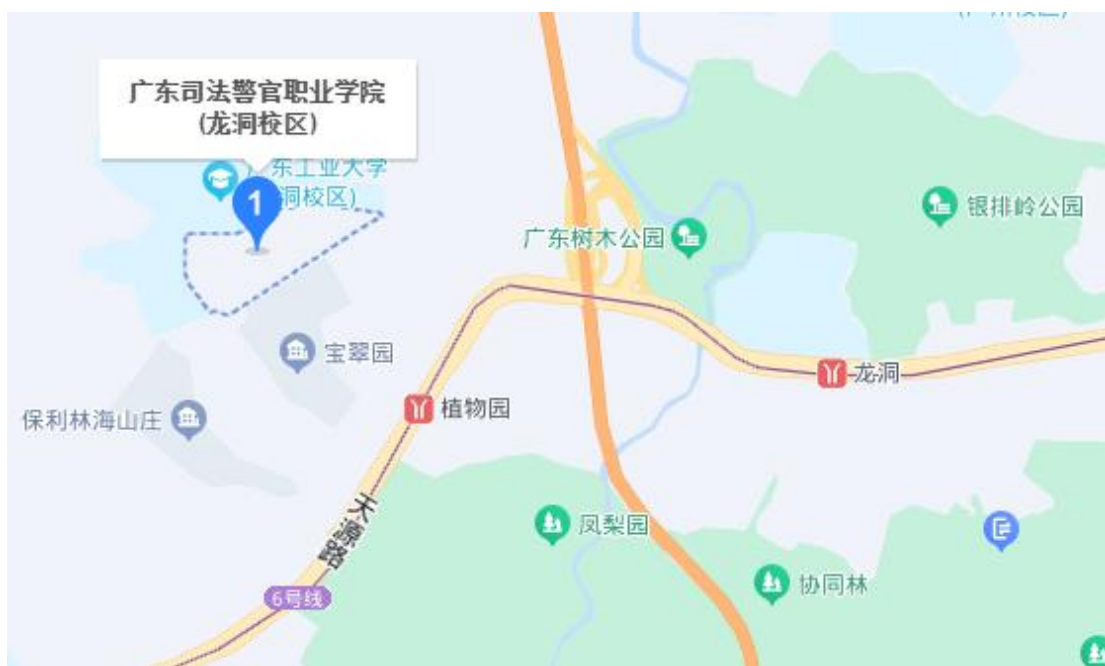 广东司法警官职业学院
(龙洞校区)
东工业大学
洞校区)
1
银排岭公园
广东树木公园
宝翠园
龙洞
植物园
保利林海山庄
天源路
凤梨园
协同林
6号线